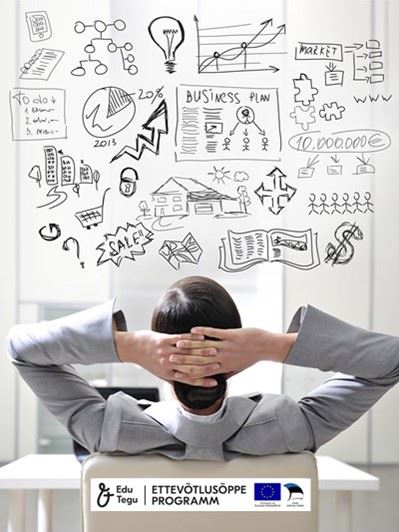 TO do
1.
2.
3.
20%
2013
BUSINESS PLAN
MARKET
WWW
10.000.000€
SALE!
$
?
Edu
Tegu
ETTEVÕTLUSÕPPE
PROGRAMM